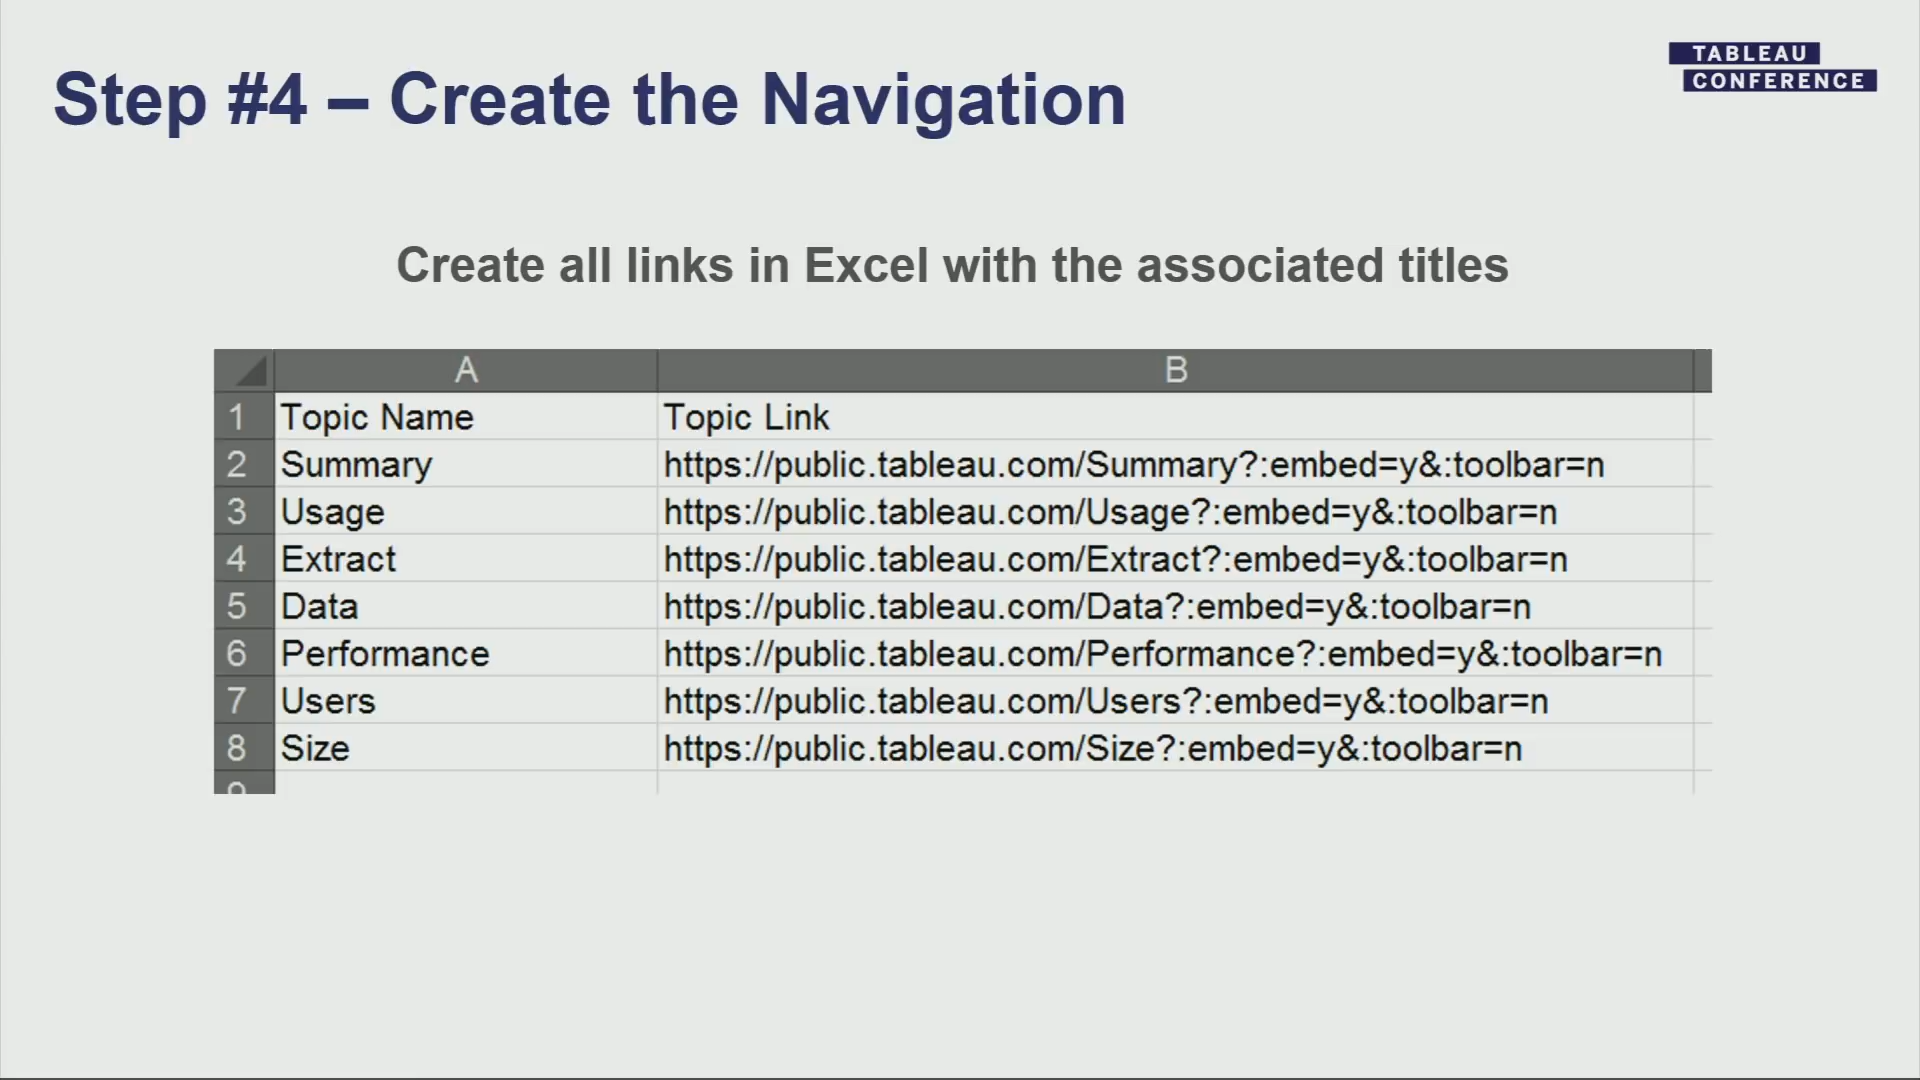 TABLEAU
CONFERENCE
Step #4 – Create the Navigation
Create all links in Excel with the associated titles
A B
1 Topic Name Topic Link
2 Summary https://public.tableau.com/Summary?:embed=y&:toolbar=n
3 Usage https://public.tableau.com/Usage?:embed=y&:toolbar=n
4 Extract https://public.tableau.com/Extract?:embed=y&:toolbar=n
5 Data https://public.tableau.com/Data?:embed=y&:toolbar=n
6 Performance https://public.tableau.com/Performance?:embed=y&:toolbar=n
7 Users https://public.tableau.com/Users?:embed=y&:toolbar=n
8 Size https://public.tableau.com/Size?:embed=y&:toolbar=n
9